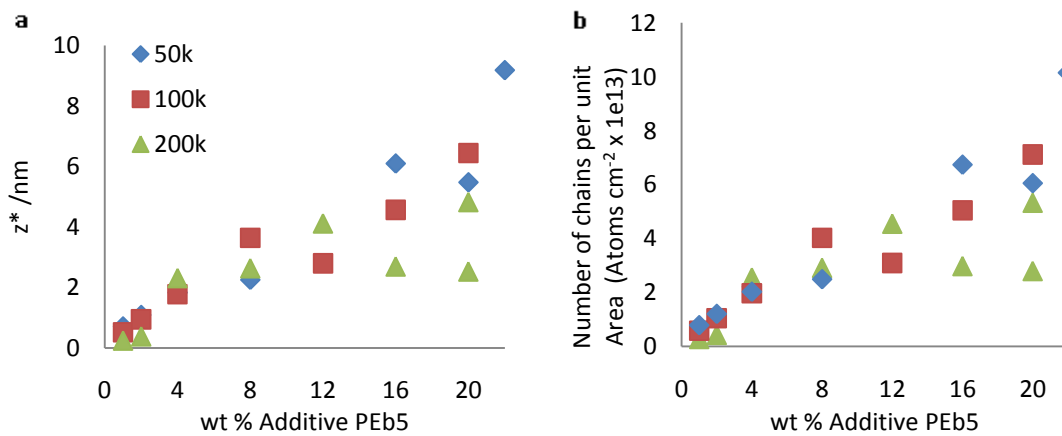 a
10
8
6
4
2
0
z* /nm
50k
100k
200k
0 4 8 12 16 20
wt % Additive PEb5
b
12
10
8
6
4
2
0
Number of chains per unit
Area (Atoms cm⁻² x 1e13)
0 4 8 12 16 20
wt % Additive PEb5